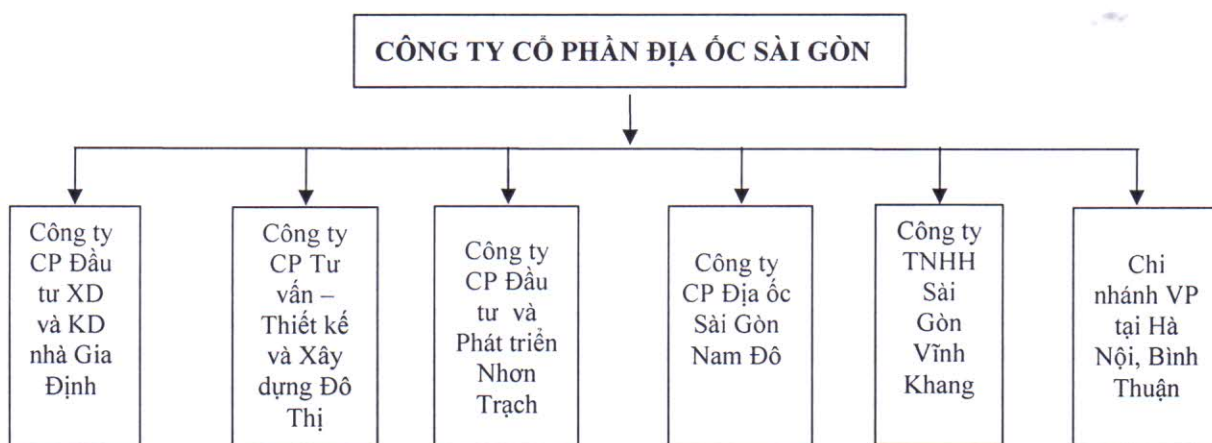 CÔNG TY CỔ PHẦN ĐỊA ỐC SÀI GÒN
Công ty
CP Đầu
tư XD
và KD
nhà Gia
Định
Công ty
CP Tư
vấn –
Thiết kế
và Xây
dựng Đô
Thị
Công ty
CP Đầu
tư và
Phát triển
Nhơn
Trạch
Công ty
CP Địa ốc
Sài Gòn
Nam Đô
Công ty
TNHH
Sài
Gòn
Vĩnh
Khang
Chi
nhánh VP
tại Hà
Nội, Bình
Thuận